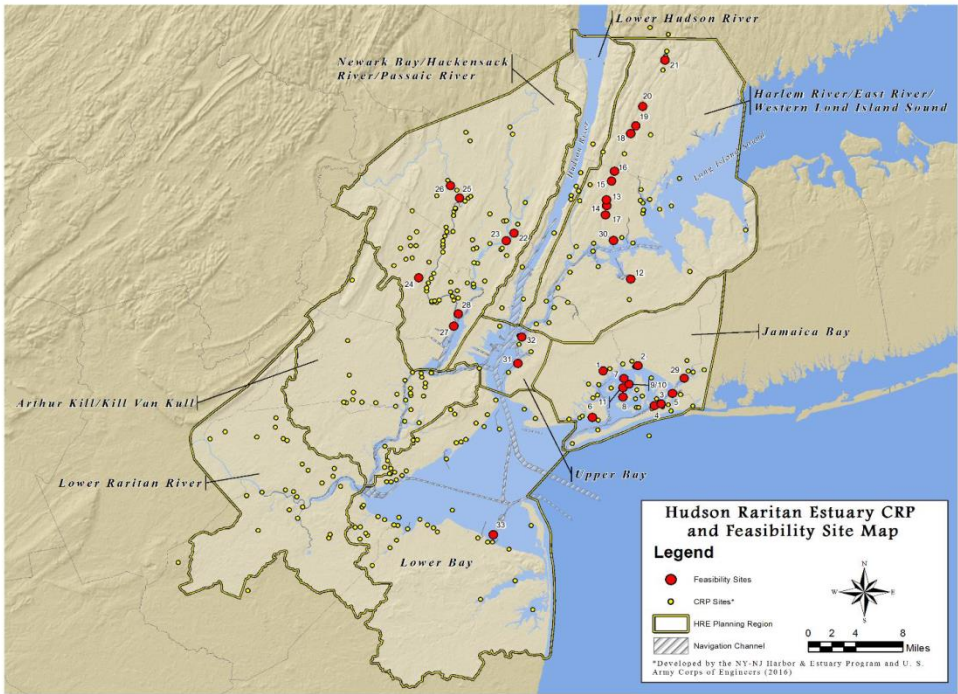 Lower Hudson River
Newark Bay/Hackensack
River/Passaic River
21
20
Harlem River/East River/
Western Lond Island Sound
19
18
Hudson River
Long Island Sound
16
15
26
25
13
14
17
23
22
30
24
12
28
27
32
Jamaica Bay
31
1
2
7
29
9/10
3
Arthur Kill/Kill Van Kull
11
8
5
6
4
Upper Bay
Lower Raritan River
33
Lower Bay
Hudson Raritan Estuary CRP
and Feasibility Site Map
Legend
Feasibility Sites
CRP Sites*
HRE Planning Region
Navigation Channel
N
W
E
S
0 2 4 8
Miles
*Developed by the NY-NJ Harbor & Estuary Program and U. S.
Army Corps of Engineers (2016)